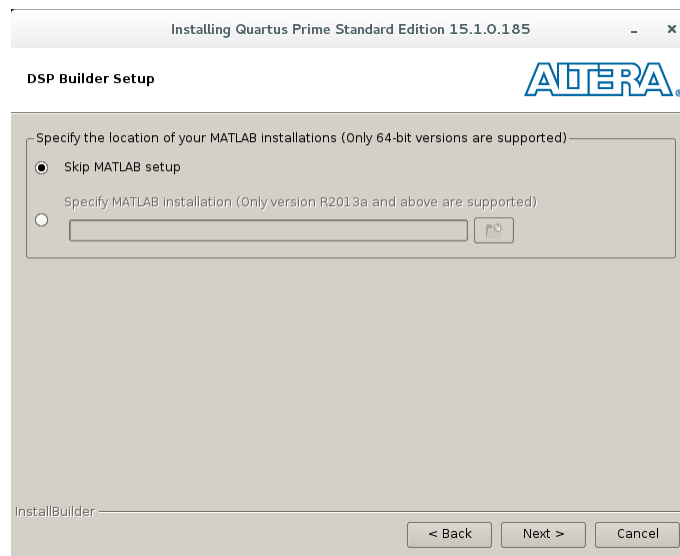 Installing Quartus Prime Standard Edition 15.1.0.185
DSP Builder Setup
ALTERA
Specify the location of your MATLAB installations (Only 64-bit versions are supported)
Skip MATLAB setup
Specify MATLAB installation (Only version R2013a and above are supported)
InstallBuilder
< Back
Next >
Cancel